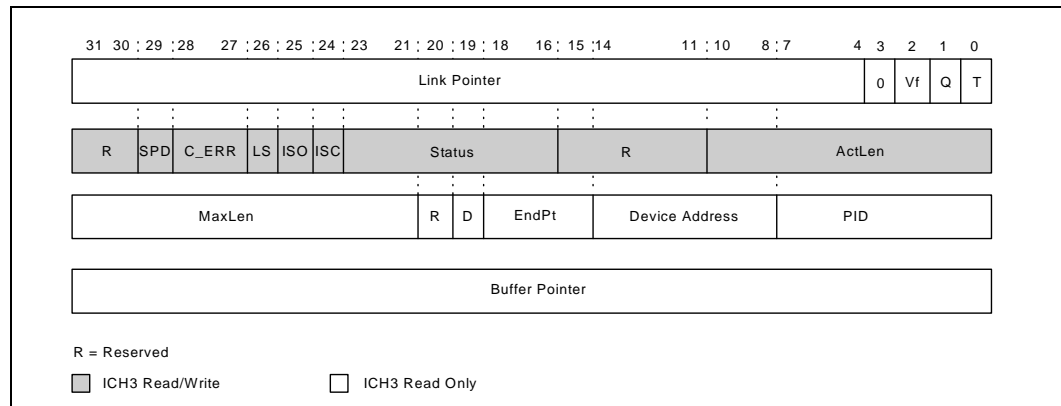 31 30 29 28 27 26 25 24 23 21 20 19 18 16 15 14 11 10 8 7 4 3 2 1 0
Link Pointer 0 Vf Q T
R SPD C_ERR LS ISO ISC Status R ActLen
MaxLen R D EndPt Device Address PID
Buffer Pointer
R = Reserved
ICH3 Read/Write ICH3 Read Only